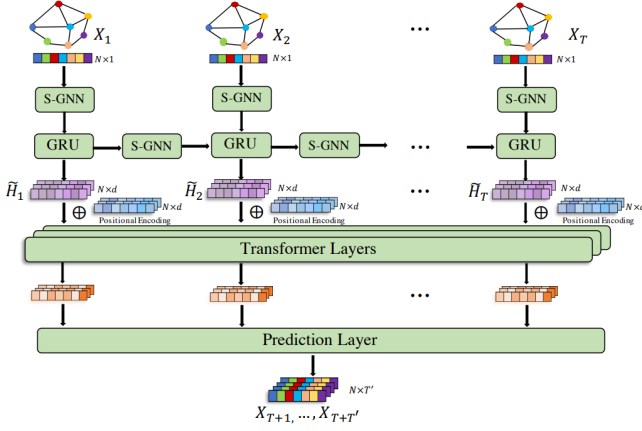 X1 X2 ... XT
N×1 N×1 N×1
S-GNN S-GNN S-GNN
GRU S-GNN GRU S-GNN ... GRU
H̃1 N×d H̃2 N×d ... H̃T N×d
⊕ N×d ⊕ N×d ⊕ N×d
Positional Encoding Positional Encoding Positional Encoding
Transformer Layers
...
Prediction Layer
N×T'
XT+1, ..., XT+T'